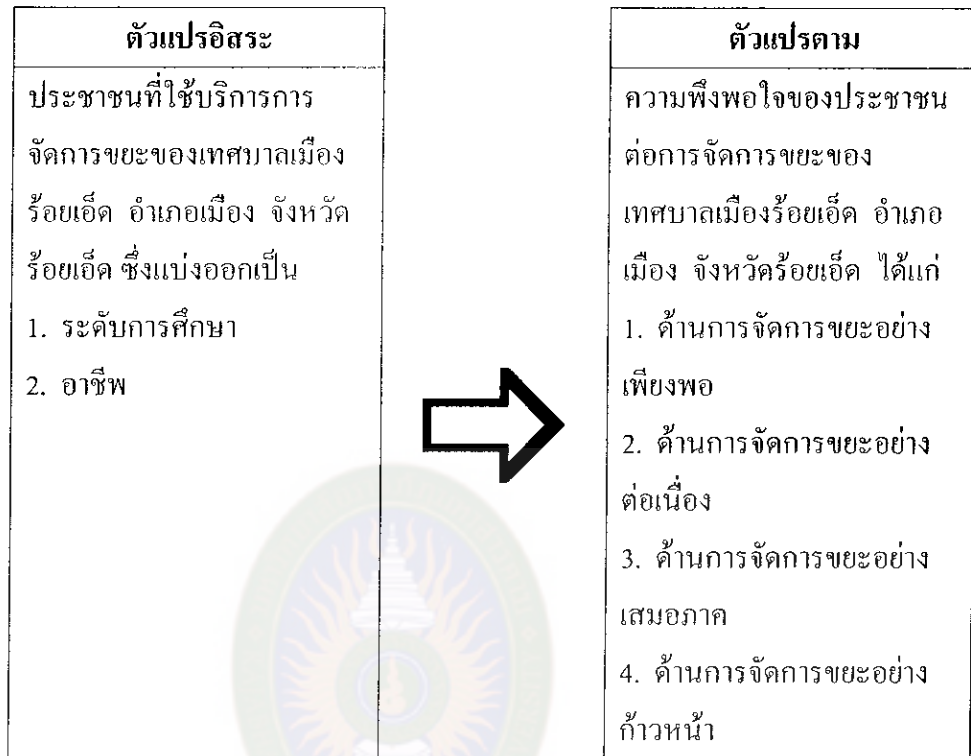 ตัวแปรอิสระ
ประชาชนที่ใช้บริการการ
จัดการขยะของเทศบาลเมือง
ร้อยเอ็ด อำเภอเมือง จังหวัด
ร้อยเอ็ด ซึ่งแบ่งออกเป็น
1. ระดับการศึกษา
2. อาชีพ
ตัวแปรตาม
ความพึงพอใจของประชาชน
ต่อการจัดการขยะของ
เทศบาลเมืองร้อยเอ็ด อำเภอ
เมือง จังหวัดร้อยเอ็ด ได้แก่
1. ด้านการจัดการขยะอย่าง
เพียงพอ
2. ด้านการจัดการขยะอย่าง
ต่อเนื่อง
3. ด้านการจัดการขยะอย่าง
เสมอภาค
4. ด้านการจัดการขยะอย่าง
ก้าวหน้า